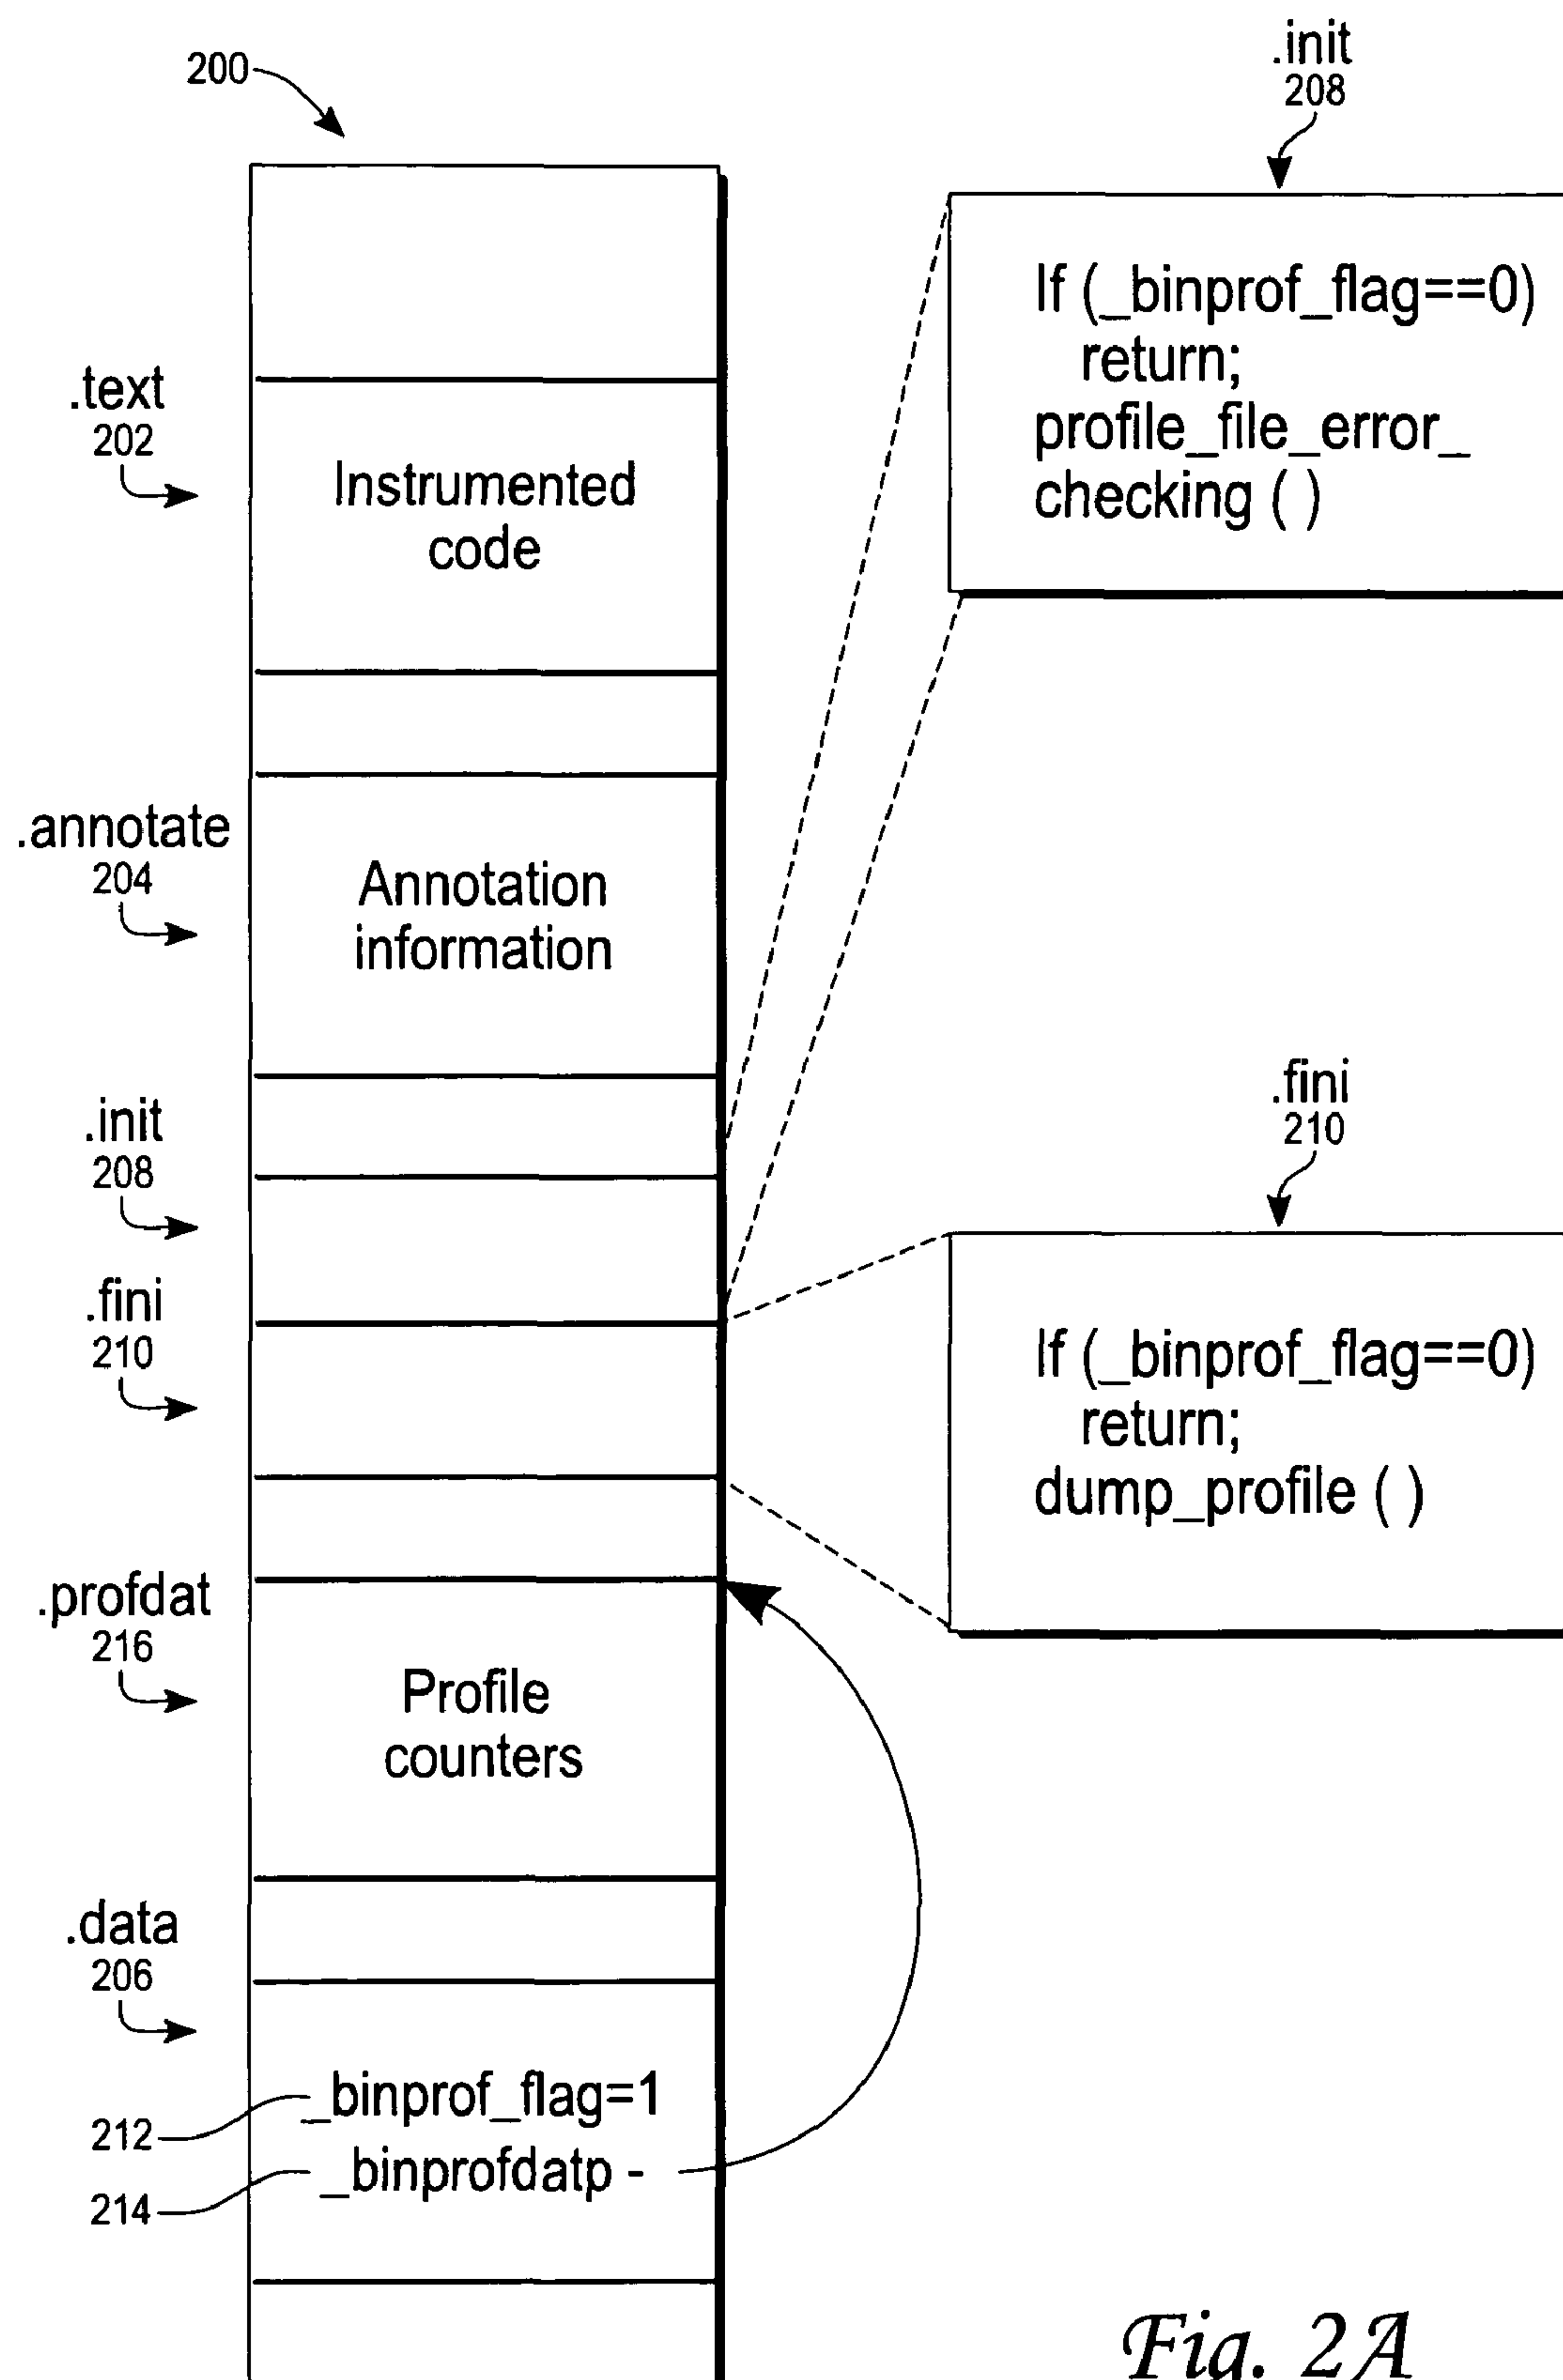 200
.init
208
If (_binprof_flag==0)
return;
profile_file_error_
checking ( )
.text
202
Instrumented
code
.annotate
204
Annotation
information
.init
208
.fini
210
.fini
210
If (_binprof_flag==0)
return;
dump_profile ( )
.profdat
216
Profile
counters
.data
206
_binprof_flag=1
212
_binprofdatp -
214
Fig. 2A